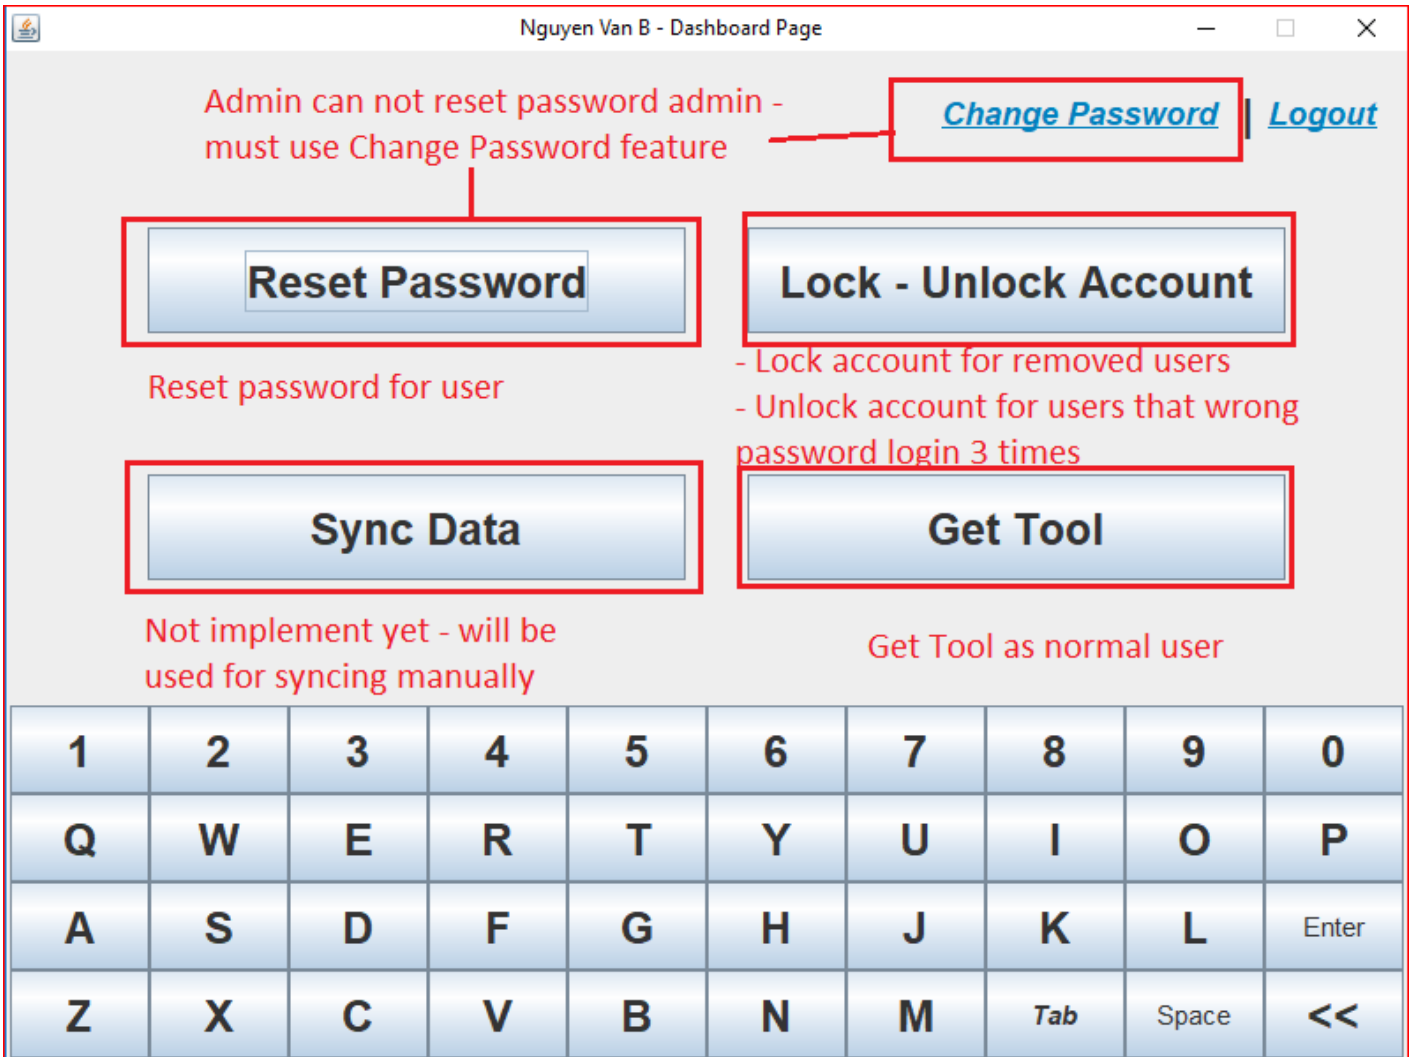 Nguyen Van B - Dashboard Page
Admin can not reset password admin -
must use Change Password feature
Change Password | Logout
Reset Password
Lock - Unlock Account
Reset password for user
- Lock account for removed users
- Unlock account for users that wrong
password login 3 times
Sync Data
Get Tool
Not implement yet - will be
used for syncing manually
Get Tool as normal user
1 2 3 4 5 6 7 8 9 0
Q W E R T Y U I O P
A S D F G H J K L Enter
Z X C V B N M Tab Space <<